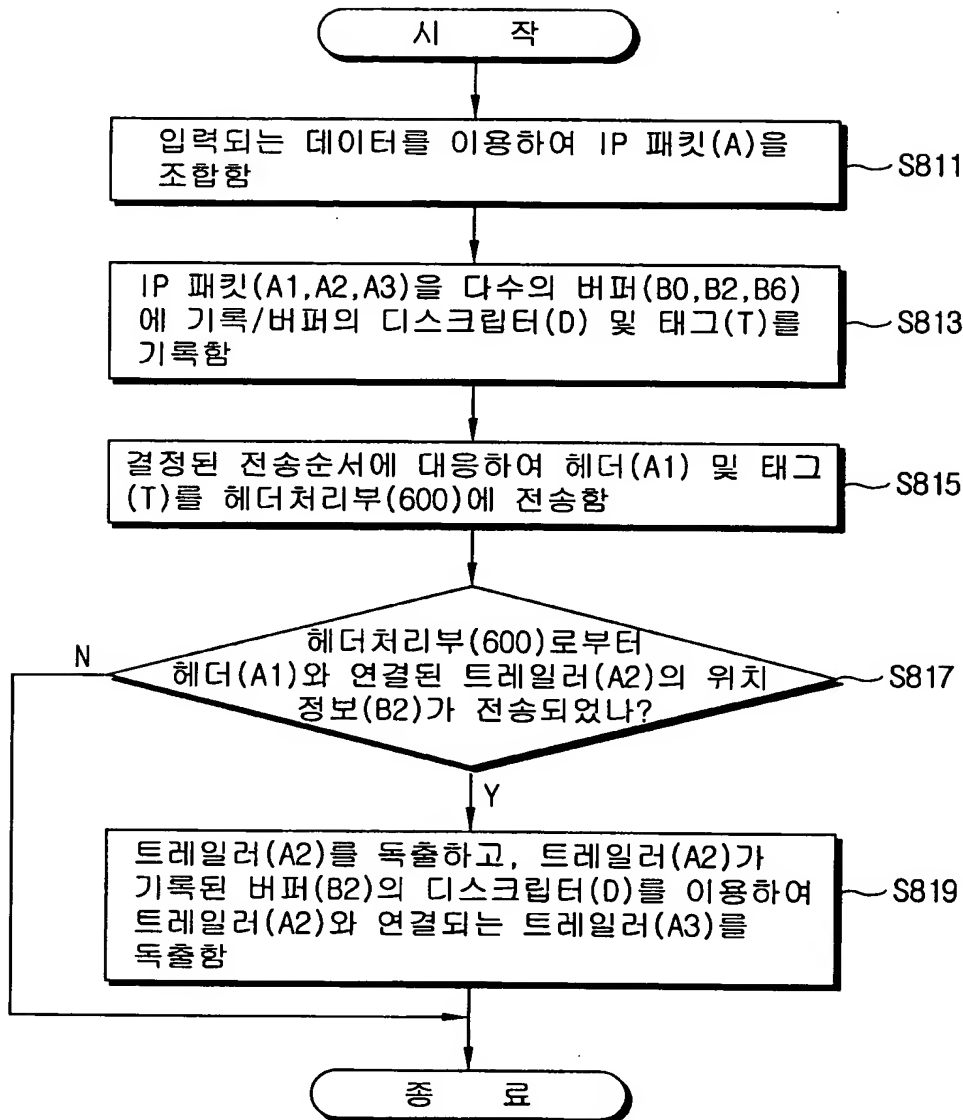 시 작
입력되는 데이터를 이용하여 IP 패킷(A)을
조합함
S811
IP 패킷(A1,A2,A3)을 다수의 버퍼(B0,B2,B6)
에 기록/버퍼의 디스크립터(D) 및 태그(T)를
기록함
S813
결정된 전송순서에 대응하여 헤더(A1) 및 태그
(T)를 헤더처리부(600)에 전송함
S815
헤더처리부(600)로부터
헤더(A1)와 연결된 트레일러(A2)의 위치
정보(B2)가 전송되었나?
S817
N
Y
트레일러(A2)를 독출하고, 트레일러(A2)가
기록된 버퍼(B2)의 디스크립터(D)를 이용하여
트레일러(A2)와 연결되는 트레일러(A3)를
독출함
S819
종 료